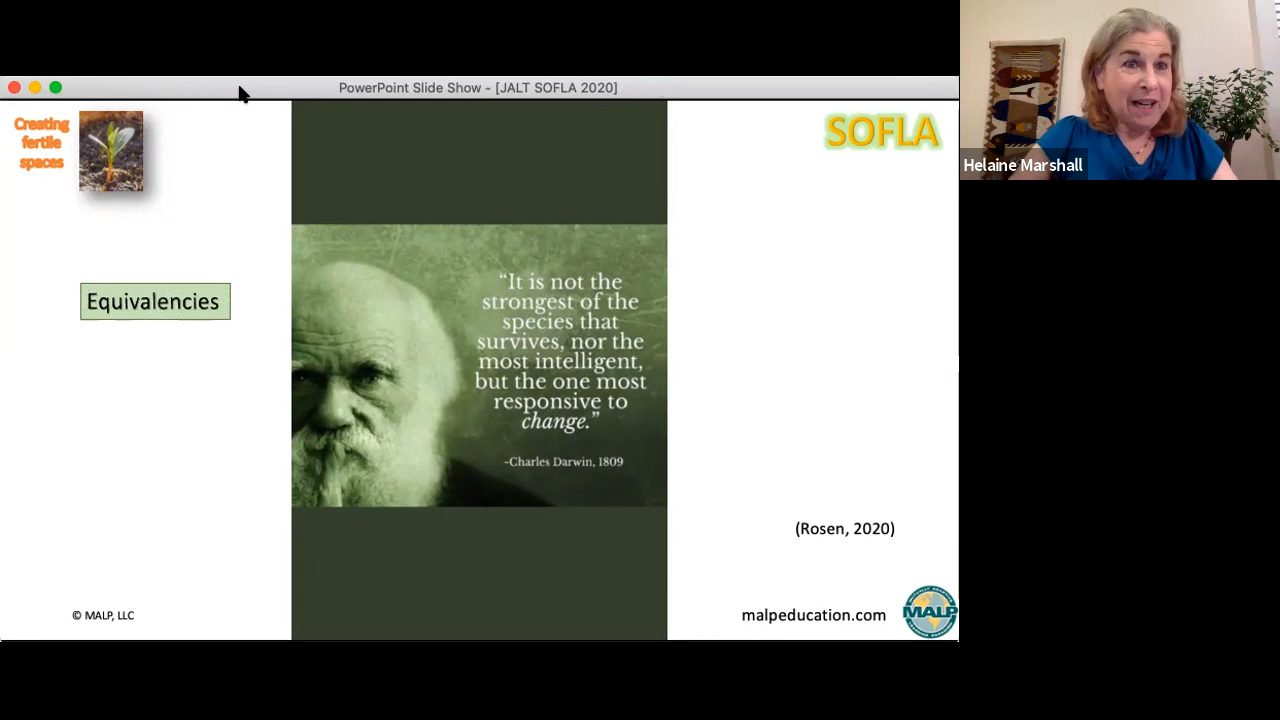 PowerPoint Slide Show - [JALT SOFLA 2020]
Creating
fertile
spaces
SOFLA
Helaine Marshall
Equivalencies
“It is not the
strongest of the
species that
survives, nor the
most intelligent,
but the one most
responsive to
change.”
-Charles Darwin, 1809
(Rosen, 2020)
© MALP, LLC
malpeducation.com
MALP